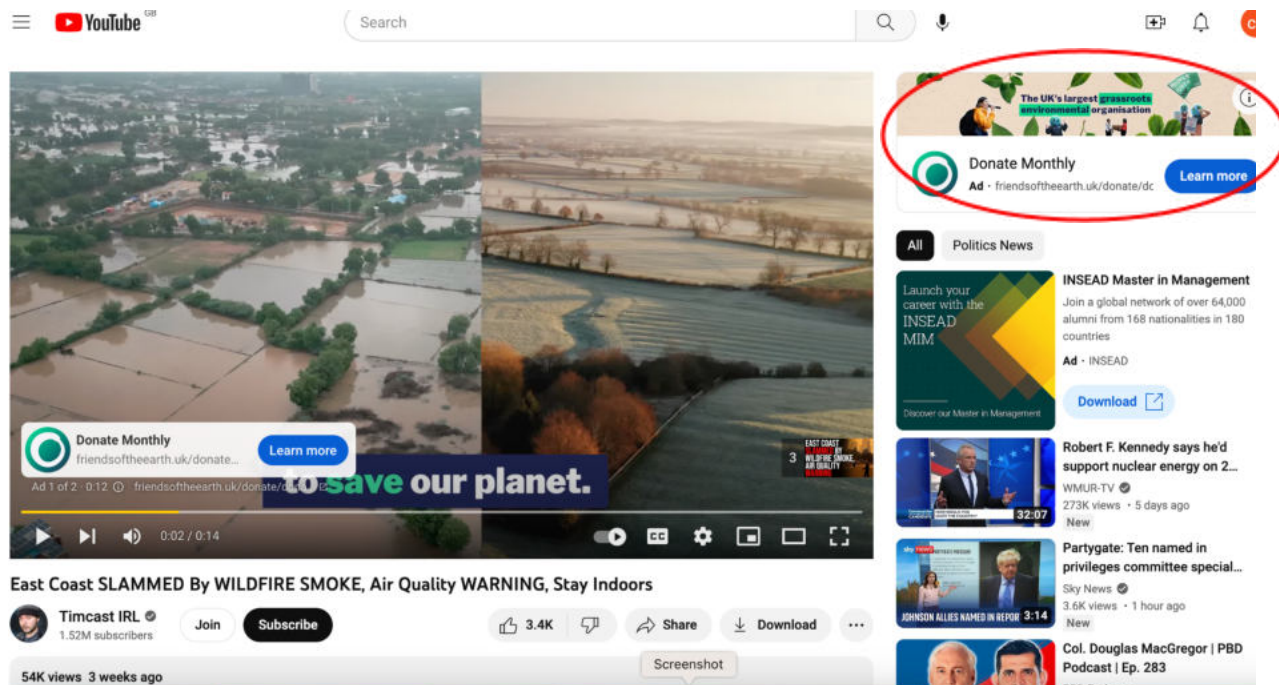 YouTube GB
Search
C
The UK's largest grassroots
environmental organisation
Donate Monthly
Ad · friendsoftheearth.uk/donate/dc
Learn more
Donate Monthly
friendsoftheearth.uk/donate...
Learn more
to save our planet.
Ad 1 of 2 · 0:12 friendsoftheearth.uk/donate/
3
EAST COAST
SLAMMED BY
WILDFIRE SMOKE,
AIR QUALITY
WARNING
CC
0:02 / 0:14
East Coast SLAMMED By WILDFIRE SMOKE, Air Quality WARNING, Stay Indoors
Timcast IRL
1.52M subscribers
Join
Subscribe
3.4K
Share
Download
...
54K views 3 weeks ago
Screenshot
All
Politics News
Launch your
career with the
INSEAD
MIM
Discover our Master in Management
INSEAD Master in Management
Join a global network of over 64,000
alumni from 168 nationalities in 180
countries
Ad · INSEAD
Download
32:07
Robert F. Kennedy says he'd
support nuclear energy on 2...
WMUR-TV
273K views · 5 days ago
New
sky news
JOHNSON ALLIES NAMED IN REPOR
3:14
Partygate: Ten named in
privileges committee special...
Sky News
3.6K views · 1 hour ago
New
Col. Douglas MacGregor | PBD
Podcast | Ep. 283